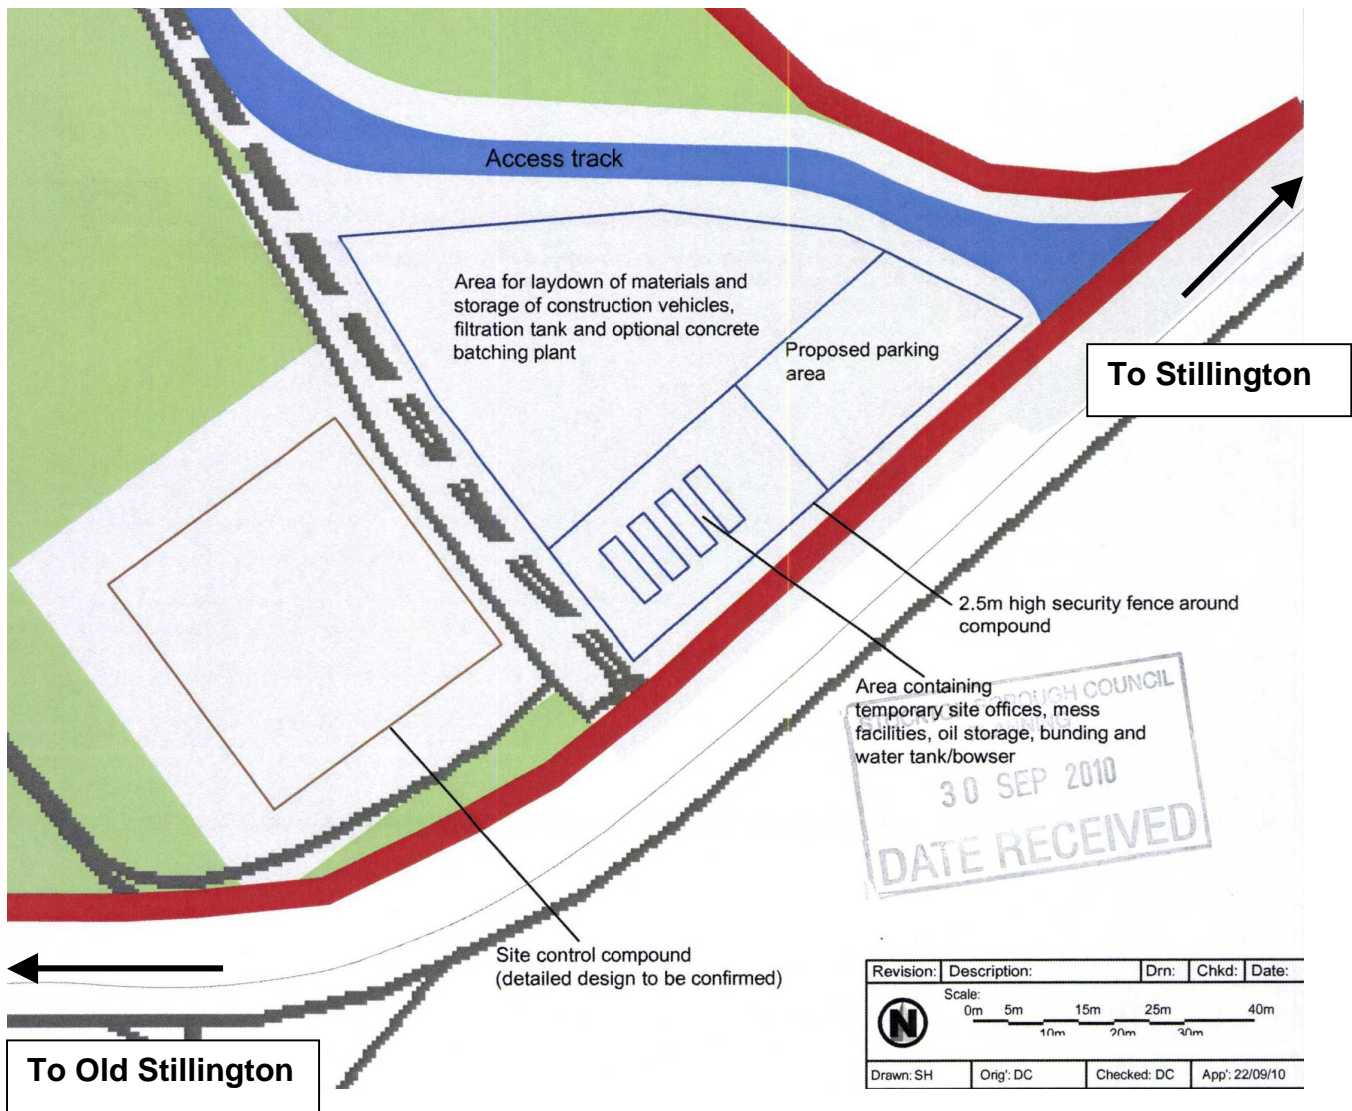 Access track
Area for laydown of materials and
storage of construction vehicles,
filtration tank and optional concrete
batching plant
Proposed parking
area
To Stillington
2.5m high security fence around
compound
Area containing
temporary site offices, mess
facilities, oil storage, bunding and
water tank/bowser
STOCKTON BOROUGH COUNCIL
PLANNING
30 SEP 2010
DATE RECEIVED
Site control compound
(detailed design to be confirmed)
To Old Stillington
Revision: Description: Drn: Chkd: Date:
Scale:
0m 5m 15m 25m 40m
10m 20m 30m
N
Drawn: SH Orig': DC Checked: DC App': 22/09/10